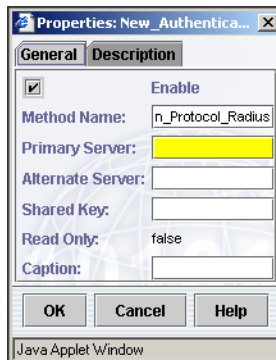 Properties: New_Authentica...
General Description
Enable
Method Name: n_Protocol_Radius
Primary Server:
Alternate Server:
Shared Key:
Read Only: false
Caption:
OK Cancel Help
Java Applet Window